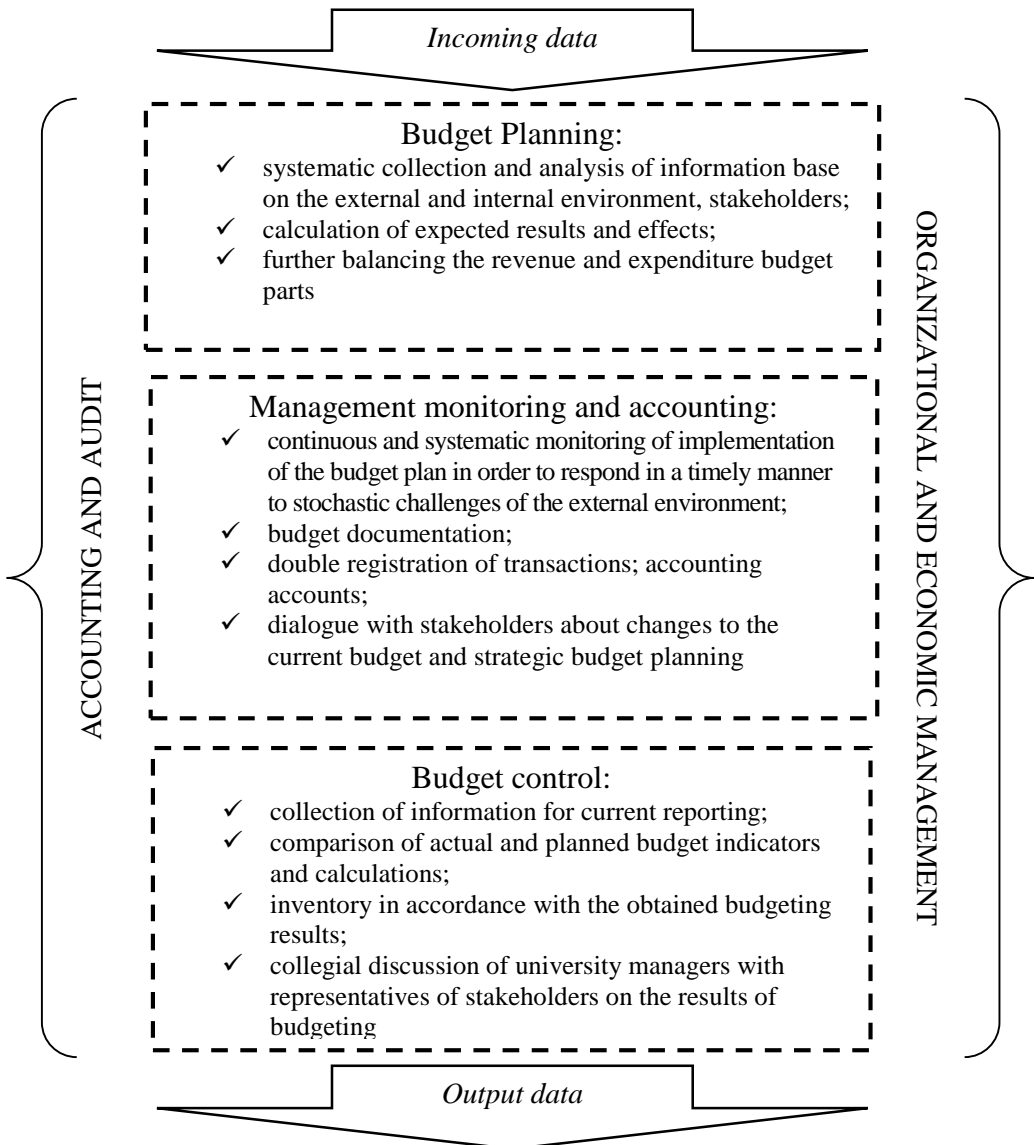 Incoming data
ACCOUNTING AND AUDIT
Budget Planning:
✓ systematic collection and analysis of information base
on the external and internal environment, stakeholders;
✓ calculation of expected results and effects;
✓ further balancing the revenue and expenditure budget
parts
Management monitoring and accounting:
✓ continuous and systematic monitoring of implementation
of the budget plan in order to respond in a timely manner
to stochastic challenges of the external environment;
✓ budget documentation;
✓ double registration of transactions; accounting
accounts;
✓ dialogue with stakeholders about changes to the
current budget and strategic budget planning
Budget control:
✓ collection of information for current reporting;
✓ comparison of actual and planned budget indicators
and calculations;
✓ inventory in accordance with the obtained budgeting
results;
✓ collegial discussion of university managers with
representatives of stakeholders on the results of
budgeting
ORGANIZATIONAL AND ECONOMIC MANAGEMENT
Output data